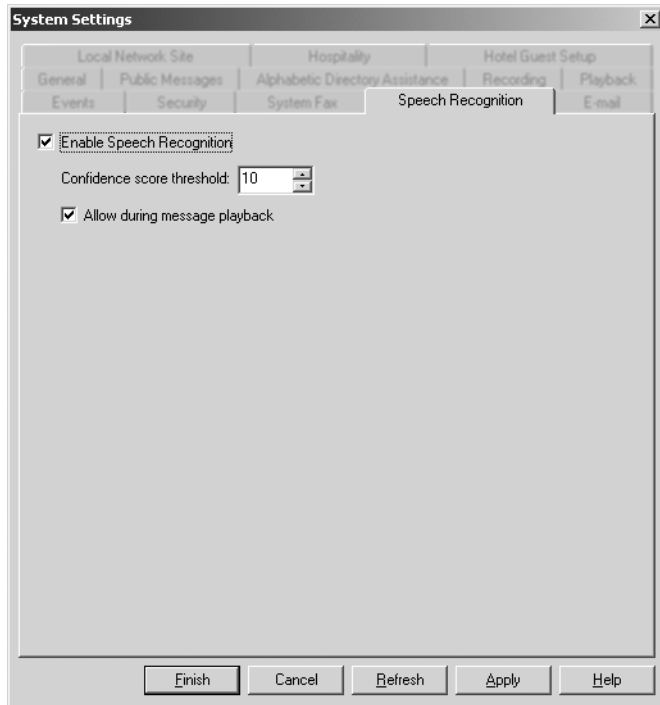 System Settings
Local Network Site Hospitality Hotel Guest Setup
General Public Messages Alphabetic Directory Assistance Recording Playback
Events Security System Fax Speech Recognition E-mail
Enable Speech Recognition
Confidence score threshold: 10
Allow during message playback
Finish Cancel Refresh Apply Help